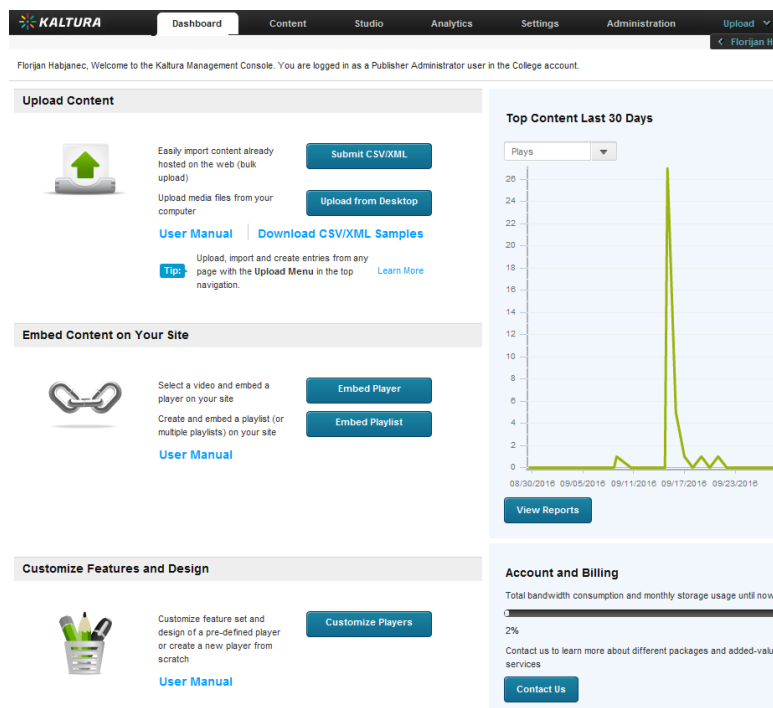 KALTURA
Dashboard Content Studio Analytics Settings Administration Upload
Florijan H
Florijan Habjanec, Welcome to the Kaltura Management Console. You are logged in as a Publisher Administrator user in the College account.
Upload Content
Easily import content already
hosted on the web (bulk
upload)
Submit CSV/XML
Upload media files from your
computer
Upload from Desktop
User Manual
Download CSV/XML Samples
Tip:
Upload, import and create entries from any
page with the Upload Menu in the top
navigation.
Learn More
Embed Content on Your Site
Select a video and embed a
player on your site
Embed Player
Create and embed a playlist (or
multiple playlists) on your site
Embed Playlist
User Manual
Customize Features and Design
Customize feature set and
design of a pre-defined player
or create a new player from
scratch
Customize Players
User Manual
Top Content Last 30 Days
Plays
26
24
22
20
18
16
14
12
10
8
6
4
2
0
08/30/2016 09/05/2016 09/11/2016 09/17/2016 09/23/2016
View Reports
Account and Billing
Total bandwidth consumption and monthly storage usage until now
2%
Contact us to learn more about different packages and added-valu
services
Contact Us